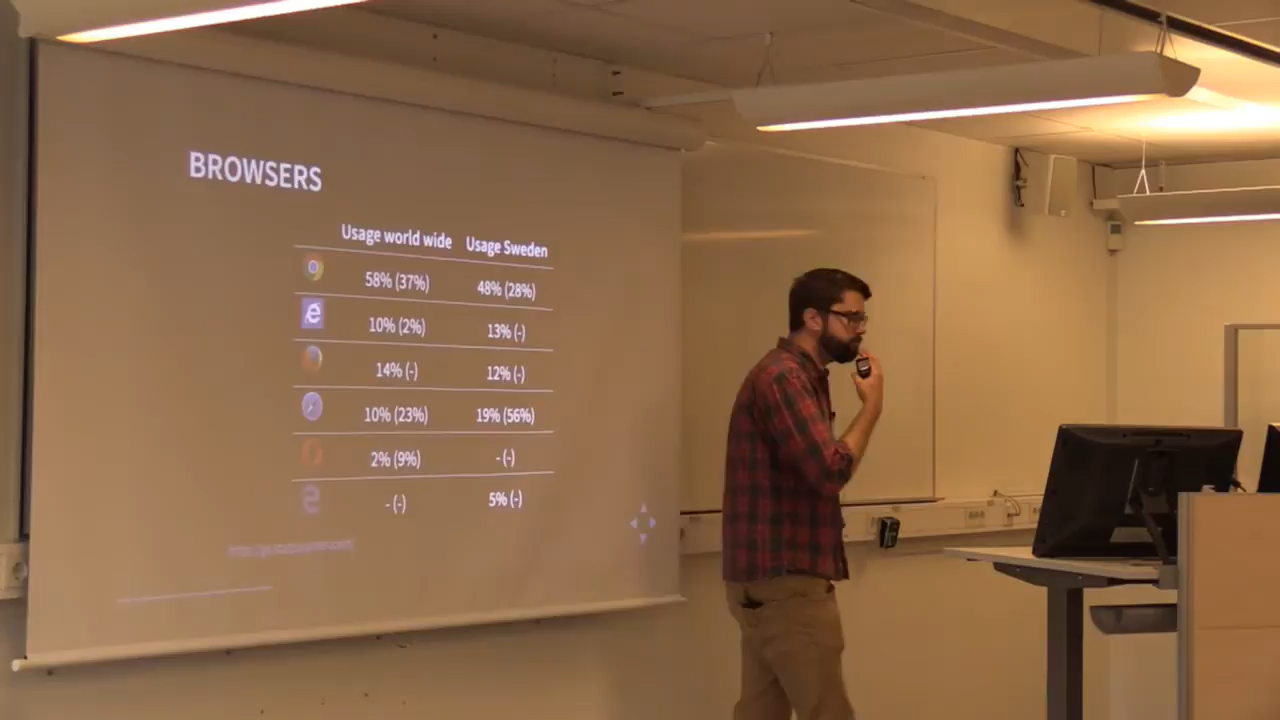 BROWSERS
Usage world wide Usage Sweden
58% (37%) 48% (28%)
10% (2%) 13% (-)
14% (-) 12% (-)
10% (23%) 19% (56%)
2% (9%) - (-)
- (-) 5% (-)